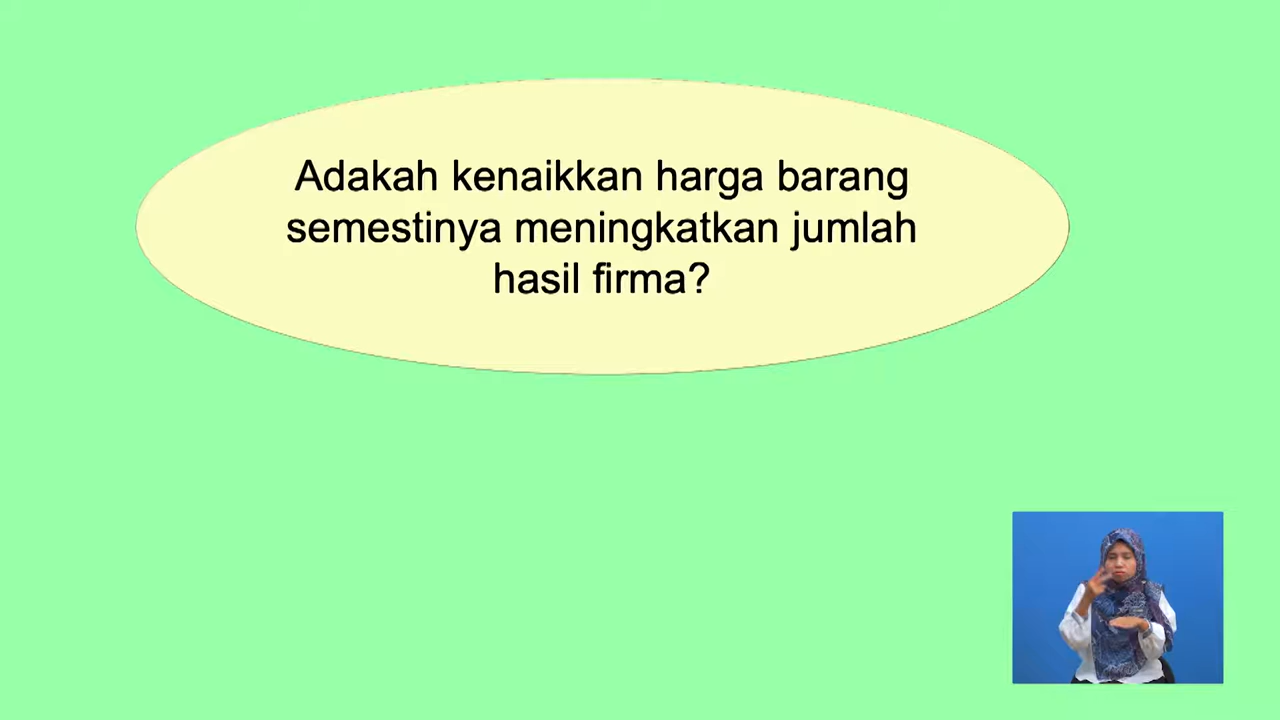 Adakah kenaikkan harga barang
semestinya meningkatkan jumlah
hasil firma?